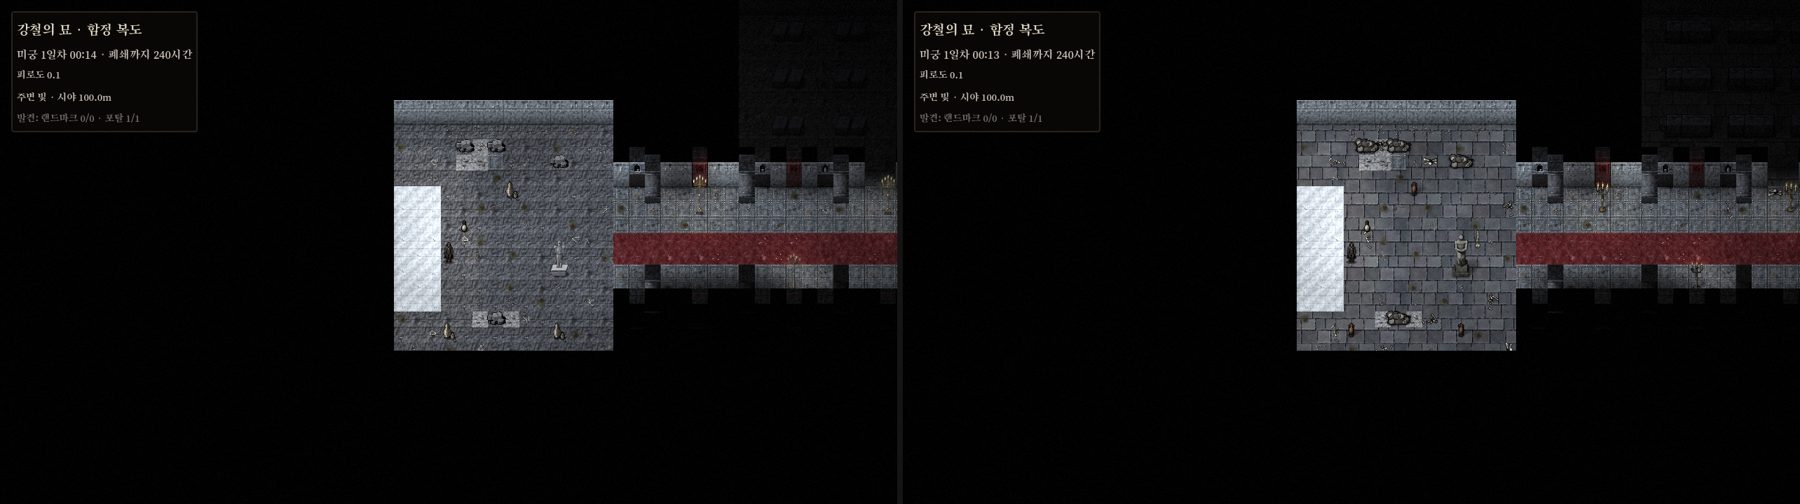 강철의 묘 · 함정 복도
미궁 1일차 00:14 · 폐쇄까지 240시간
피로도 0.1
주변 빛 · 시야 100.0m
발견: 랜드마크 0/0 · 포탈 1/1
강철의 묘 · 함정 복도
미궁 1일차 00:13 · 폐쇄까지 240시간
피로도 0.1
주변 빛 · 시야 100.0m
발견: 랜드마크 0/0 · 포탈 1/1